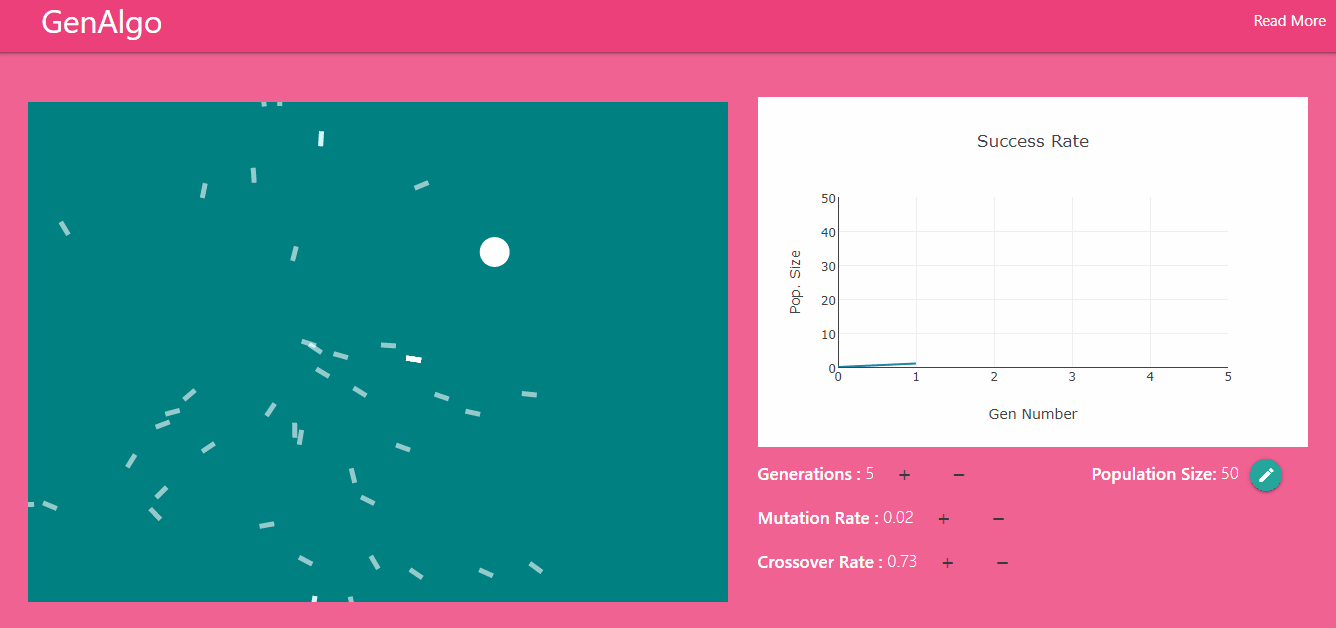 GenAlgo
Read More
Success Rate
50
40
30
20
10
0
Pop. Size
0 1 2 3 4 5
Gen Number
Generations : 5 + −
Population Size: 50
Mutation Rate : 0.02 + −
Crossover Rate : 0.73 + −